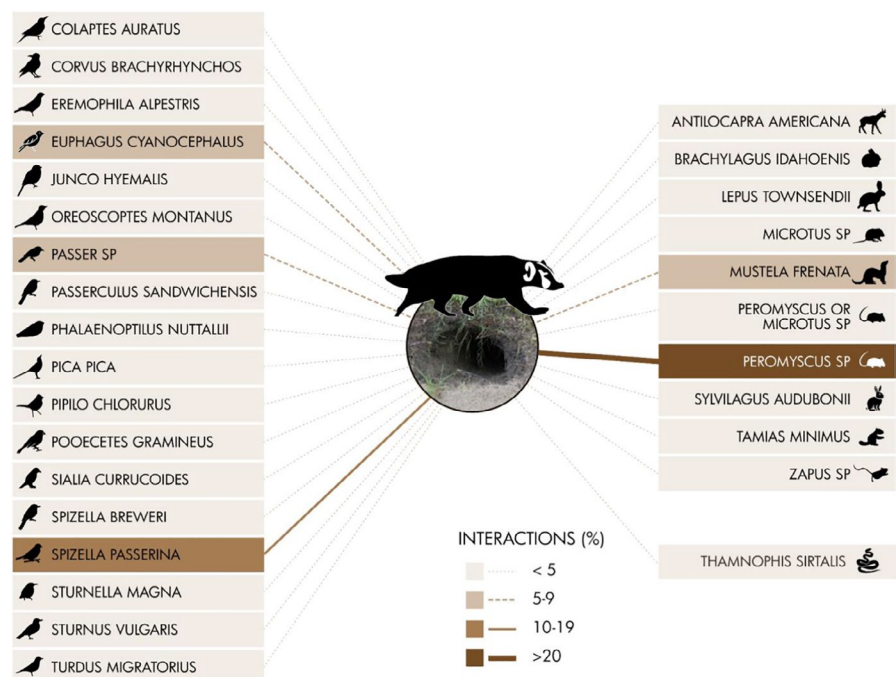 COLAPTES AURATUS
CORVUS BRACHYRHYNCHOS
EREMOPHILA ALPESTRIS
EUPHAGUS CYANOCEPHALUS
JUNCO HYEMALIS
OREOSCOPTES MONTANUS
PASSER SP
PASSERCULUS SANDWICHENSIS
PHALAENOPTILUS NUTTALLII
PICA PICA
PIPILO CHLORURUS
POOECETES GRAMINEUS
SIALIA CURRUCOIDES
SPIZELLA BREWERI
SPIZELLA PASSERINA
STURNELLA MAGNA
STURNUS VULGARIS
TURDUS MIGRATORIUS
ANTILOCAPRA AMERICANA
BRACHYLAGUS IDAHOENIS
LEPUS TOWNSENDII
MICROTUS SP
MUSTELA FRENATA
PEROMYSCUS OR
MICROTUS SP
PEROMYSCUS SP
SYLVILAGUS AUDUBONII
TAMIAS MINIMUS
ZAPUS SP
THAMNOPHIS SIRTALIS
INTERACTIONS (%)
< 5
5-9
10-19
>20